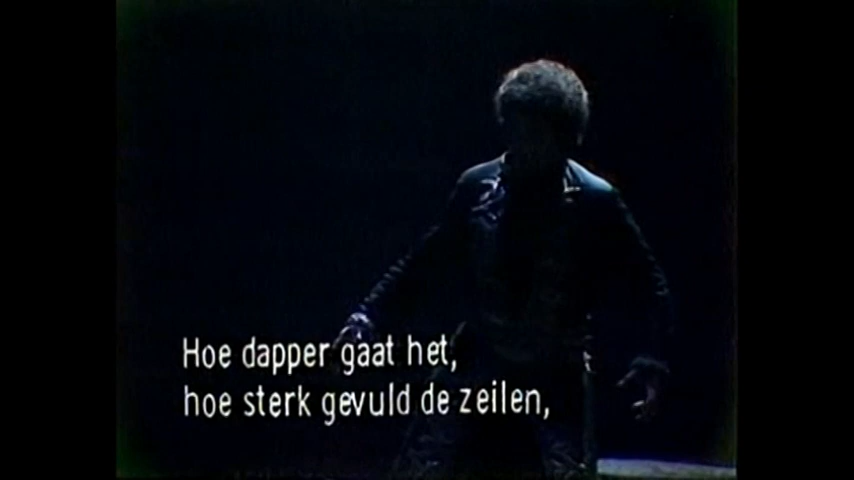 Hoe dapper gaat het,
hoe sterk gevuld de zeilen,